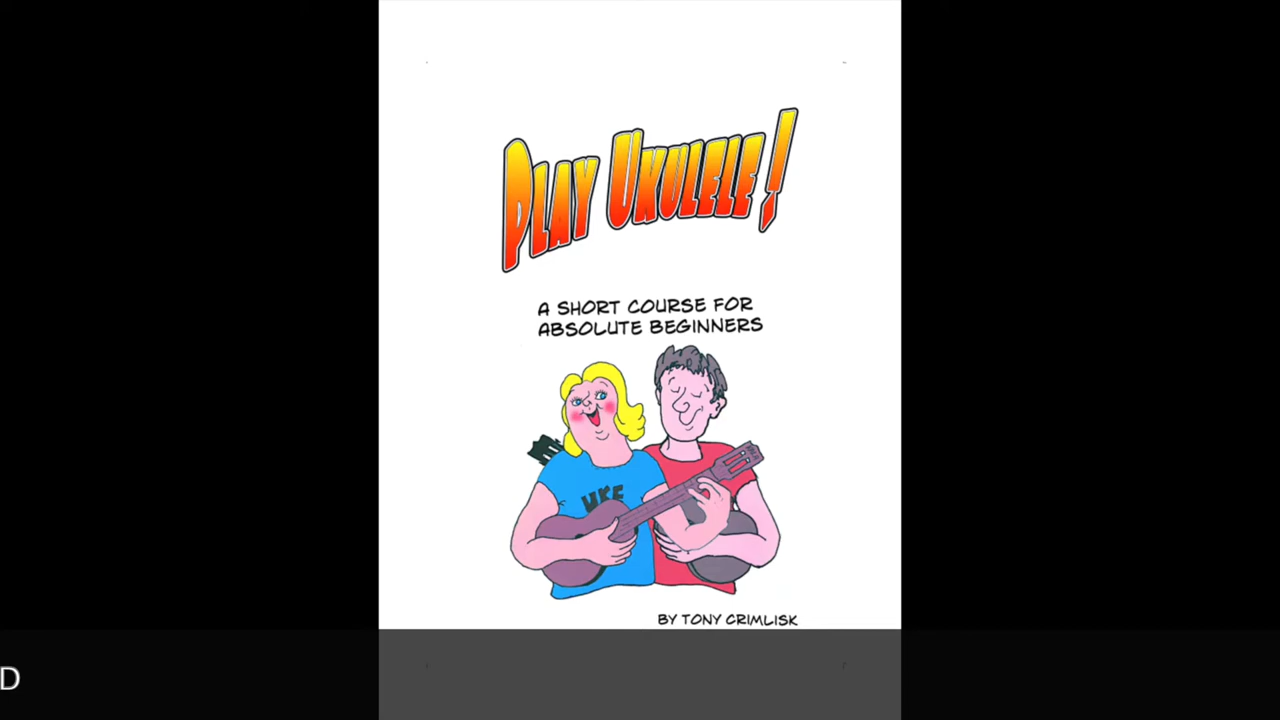 PLAY UKULELE!
A SHORT COURSE FOR
ABSOLUTE BEGINNERS
UKE
BY TONY CRIMLISK
D